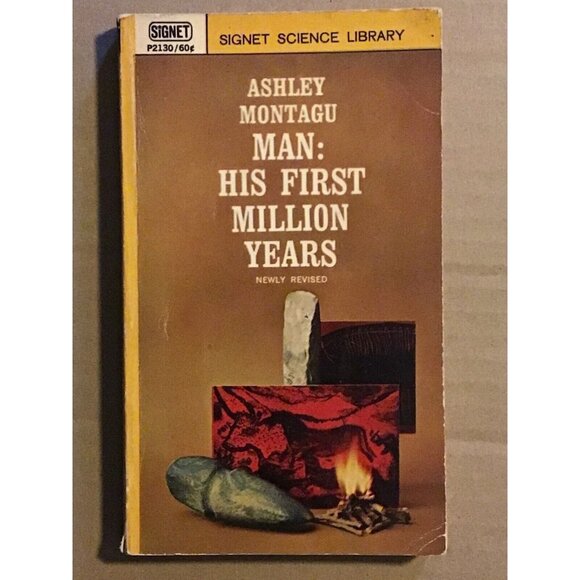 SIGNET
P2130/60¢
SIGNET SCIENCE LIBRARY
ASHLEY
MONTAGU
MAN:
HIS FIRST
MILLION
YEARS
NEWLY REVISED